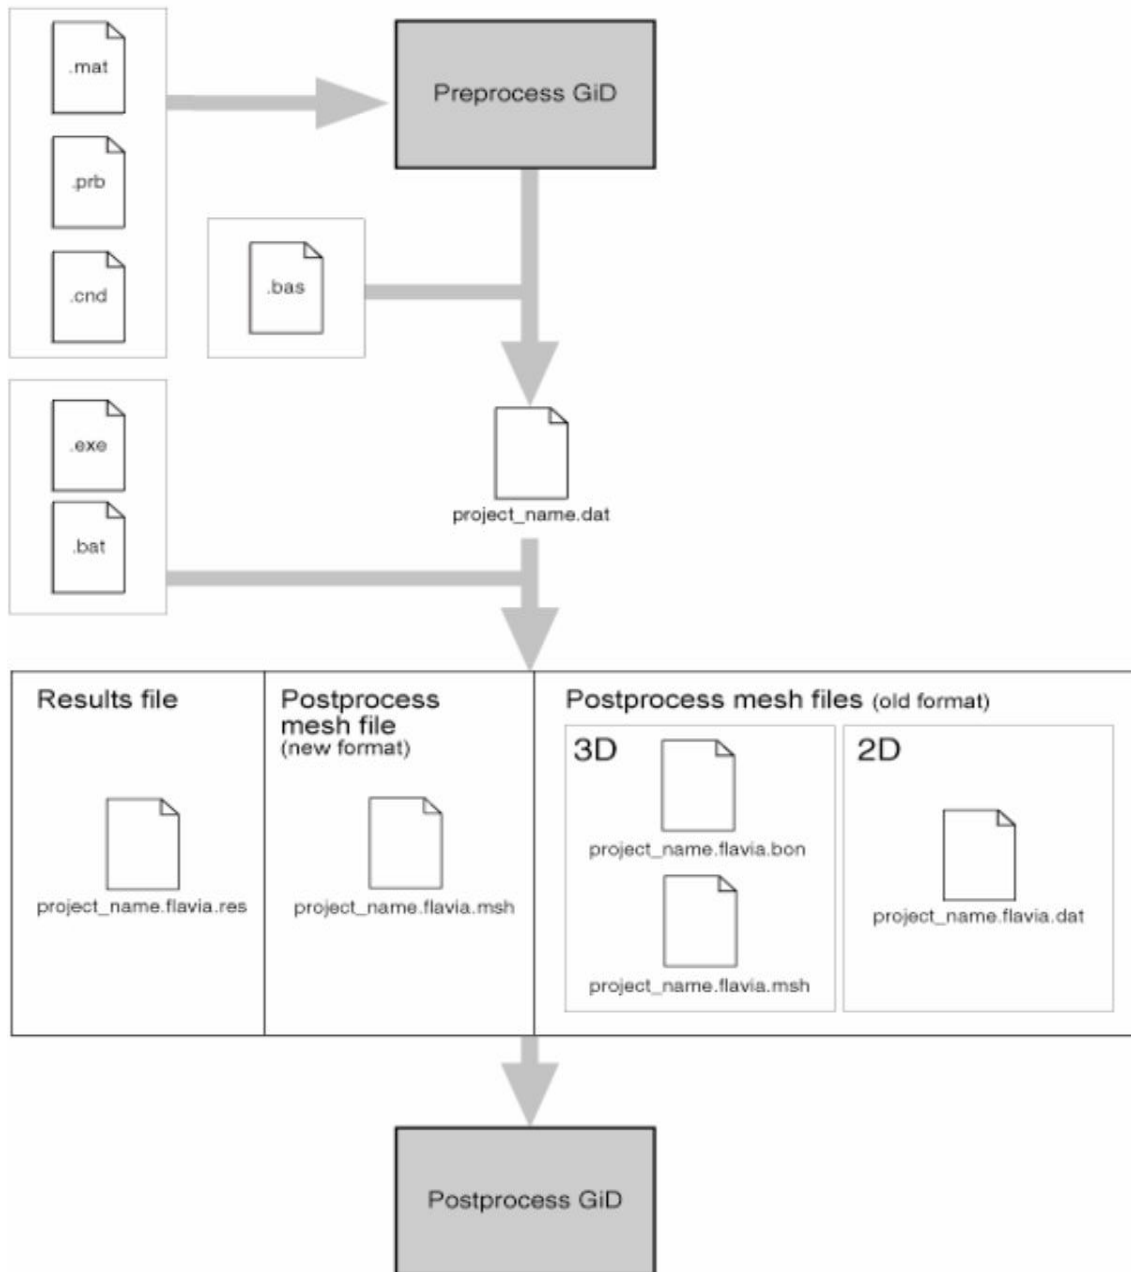 .mat
Preprocess GiD
.prb
.cnd
.bas
.exe
.bat
project_name.dat
Results file
project_name.flavia.res
Postprocess
mesh file
(new format)
project_name.flavia.msh
Postprocess mesh files (old format)
3D
project_name.flavia.bon
project_name.flavia.msh
2D
project_name.flavia.dat
Postprocess GiD